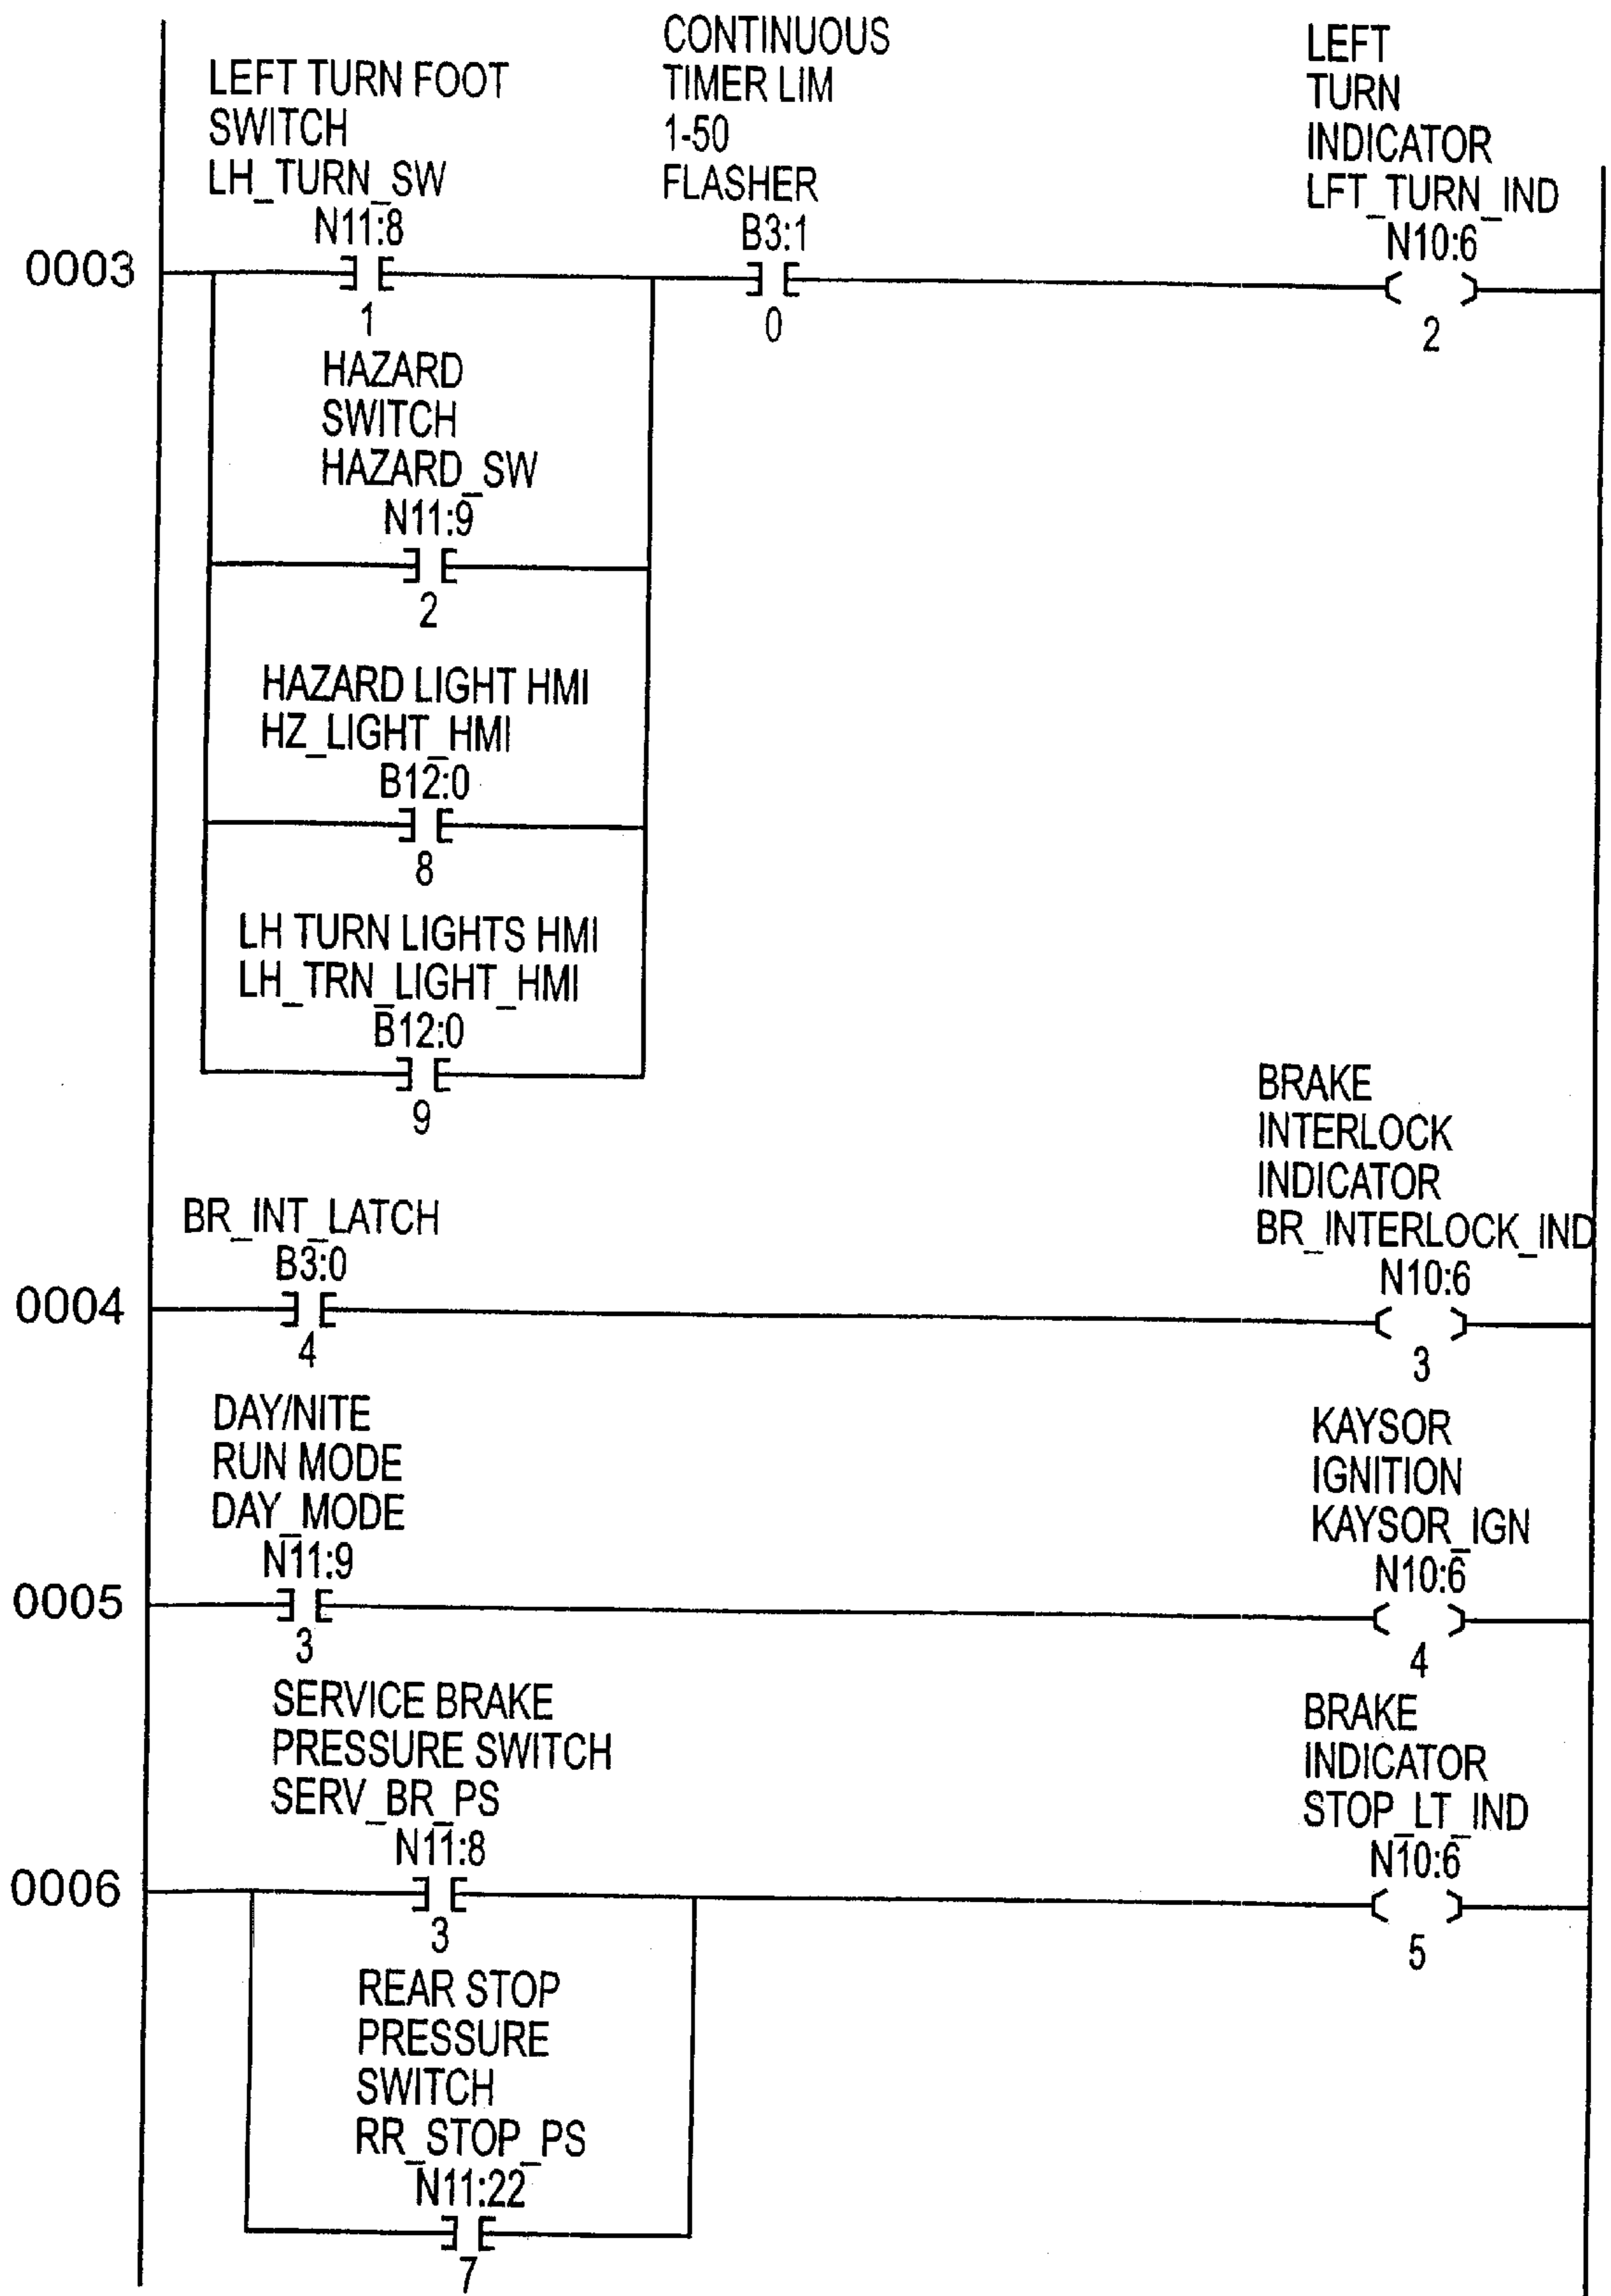 LEFT TURN FOOT
SWITCH
LH_TURN_SW
N11:8
1
CONTINUOUS
TIMER LIM
1-50
FLASHER
B3:1
0
LEFT
TURN
INDICATOR
LFT_TURN_IND
N10:6
2
0003
HAZARD
SWITCH
HAZARD_SW
N11:9
2
HAZARD LIGHT HMI
HZ_LIGHT_HMI
B12:0
8
LH TURN LIGHTS HMI
LH_TRN_LIGHT_HMI
B12:0
9
BR_INT_LATCH
B3:0
4
BRAKE
INTERLOCK
INDICATOR
BR_INTERLOCK_IND
N10:6
3
0004
DAY/NITE
RUN MODE
DAY_MODE
N11:9
3
KAYSOR
IGNITION
KAYSOR_IGN
N10:6
4
0005
SERVICE BRAKE
PRESSURE SWITCH
SERV_BR_PS
N11:8
3
BRAKE
INDICATOR
STOP_LT_IND
N10:6
5
0006
REAR STOP
PRESSURE
SWITCH
RR_STOP_PS
N11:22
7